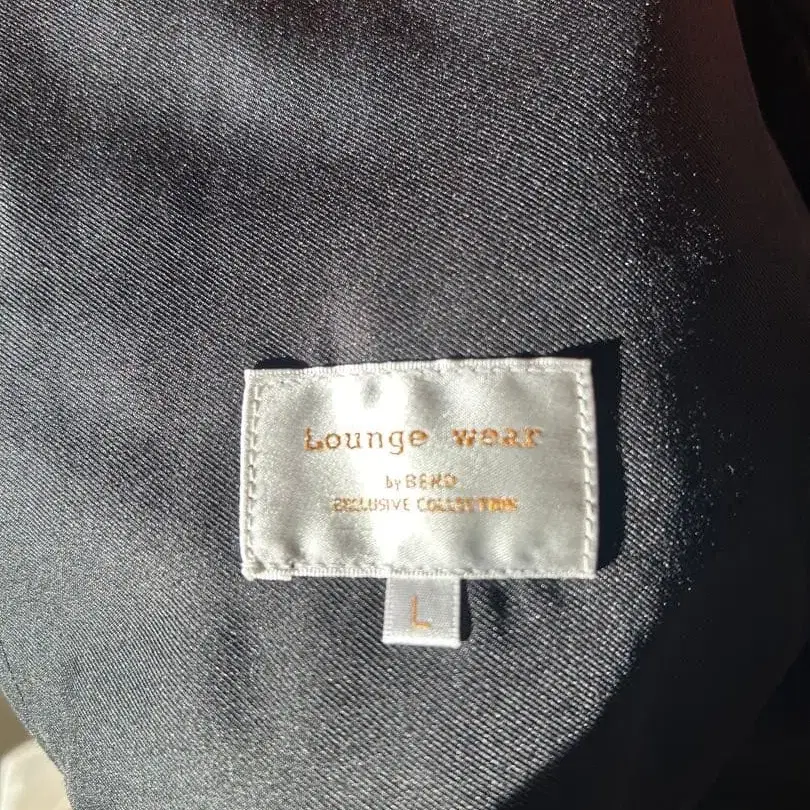 Lounge wear
by BEND
EXCLUSIVE COLLECTION
L